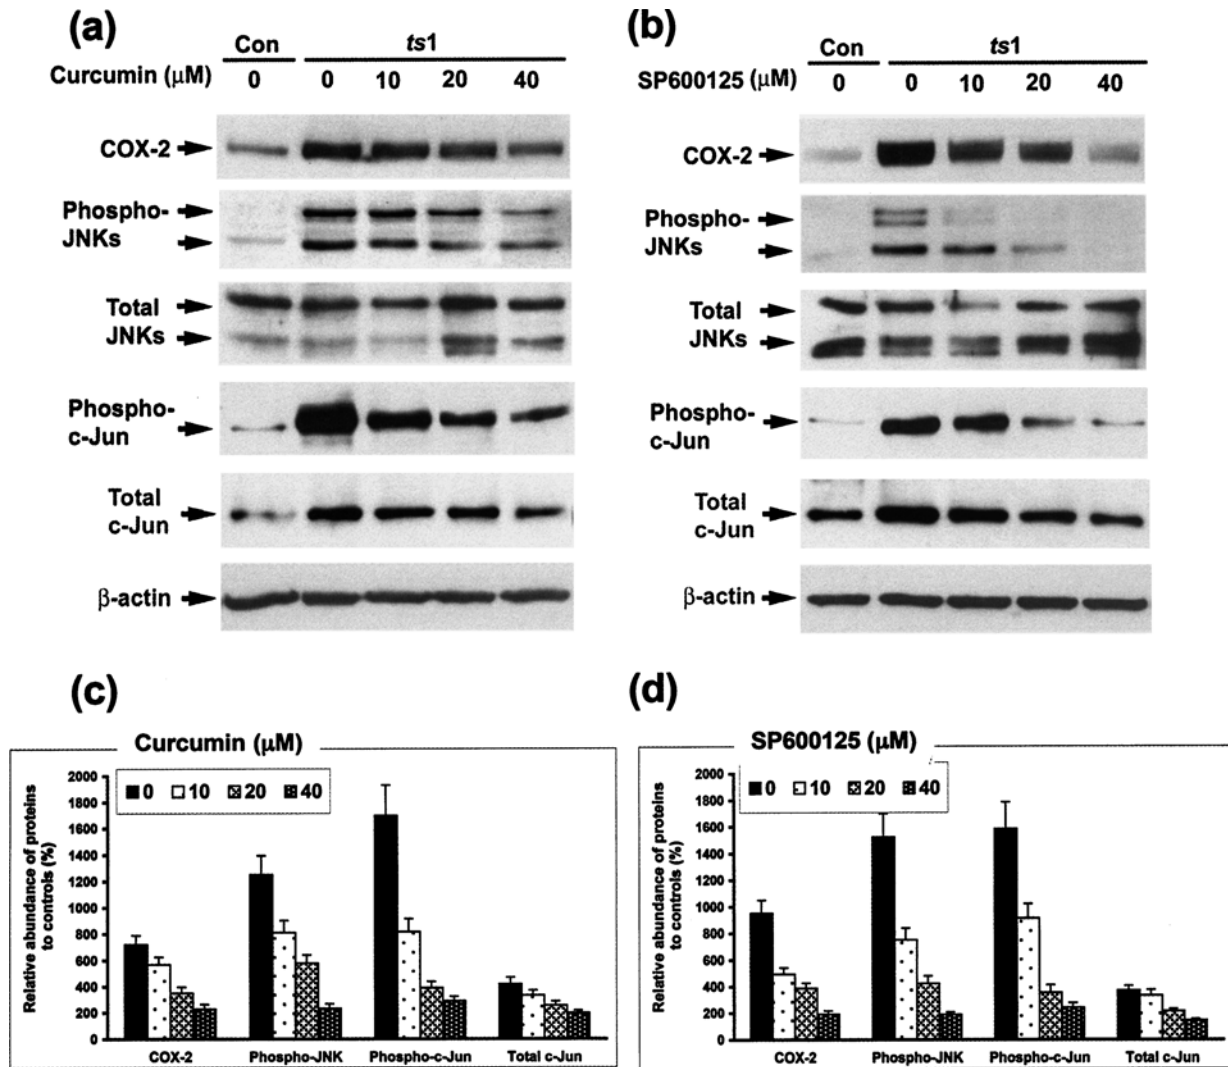 (a)
Con ts1
Curcumin (μM) 0 0 10 20 40
COX-2
Phospho-
JNKs
Total
JNKs
Phospho-
c-Jun
Total
c-Jun
β-actin
(b)
Con ts1
SP600125 (μM) 0 0 10 20 40
COX-2
Phospho-
JNKs
Total
JNKs
Phospho-
c-Jun
Total
c-Jun
β-actin
(c)
Curcumin (μM)
0 10 20 40
Relative abundance of proteins
to controls (%)
2000
1800
1600
1400
1200
1000
800
600
400
200
0
COX-2 Phospho-JNK Phospho-c-Jun Total c-Jun
(d)
SP600125 (μM)
0 10 20 40
Relative abundance of proteins
to controls (%)
2000
1800
1600
1400
1200
1000
800
600
400
200
0
COX-2 Phospho-JNK Phospho-c-Jun Total c-Jun